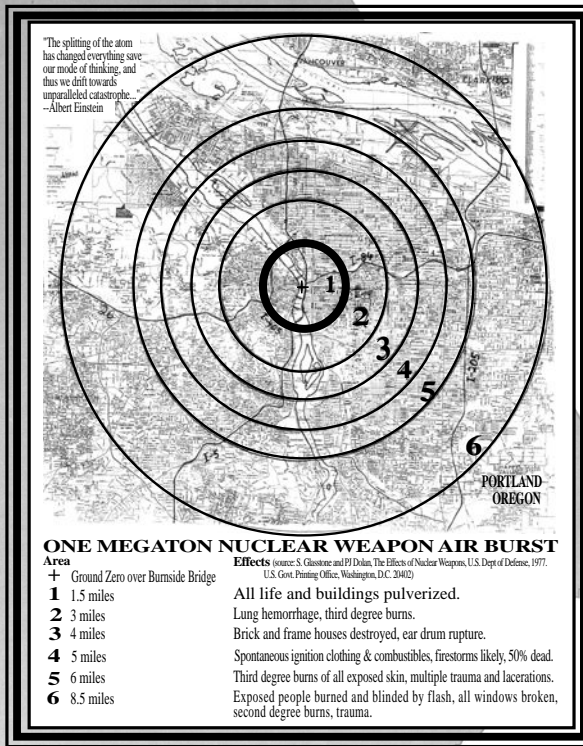 "The splitting of the atom
has changed everything save
our mode of thinking, and
thus we drift towards
unparalleled catastrophe..."
--Albert Einstein
VANCOUVER
I-84
1
2
3
4
5
I-205
I-5
6
PORTLAND
OREGON
ONE MEGATON NUCLEAR WEAPON AIR BURST
Area Effects (source: S. Glasstone and PJ Dolan, The Effects of Nuclear Weapons, U.S. Dept of Defense, 1977.
U.S. Govt. Printing Office, Washington, D.C. 20402)
+ Ground Zero over Burnside Bridge
1 1.5 miles All life and buildings pulverized.
2 3 miles Lung hemorrhage, third degree burns.
3 4 miles Brick and frame houses destroyed, ear drum rupture.
4 5 miles Spontaneous ignition clothing & combustibles, firestorms likely, 50% dead.
5 6 miles Third degree burns of all exposed skin, multiple trauma and lacerations.
6 8.5 miles Exposed people burned and blinded by flash, all windows broken,
second degree burns, trauma.